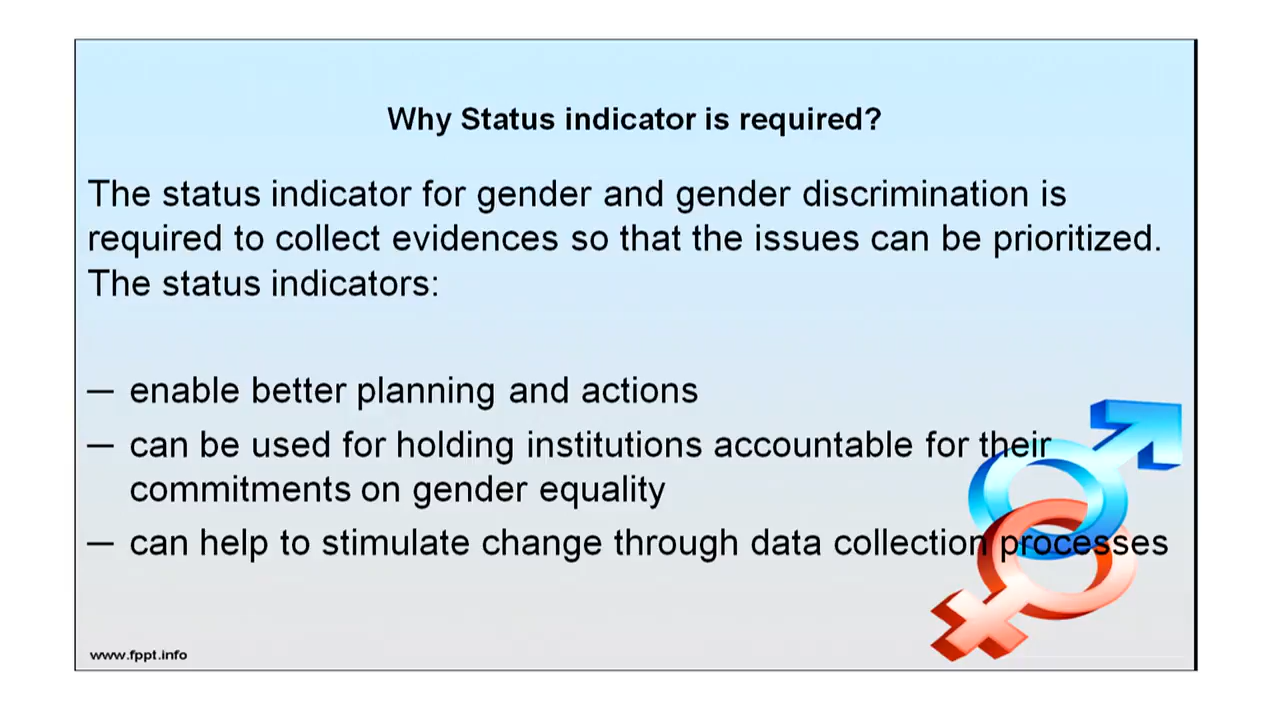 Why Status indicator is required?
The status indicator for gender and gender discrimination is
required to collect evidences so that the issues can be prioritized.
The status indicators:
— enable better planning and actions
— can be used for holding institutions accountable for their
commitments on gender equality
— can help to stimulate change through data collection processes
www.fppt.info